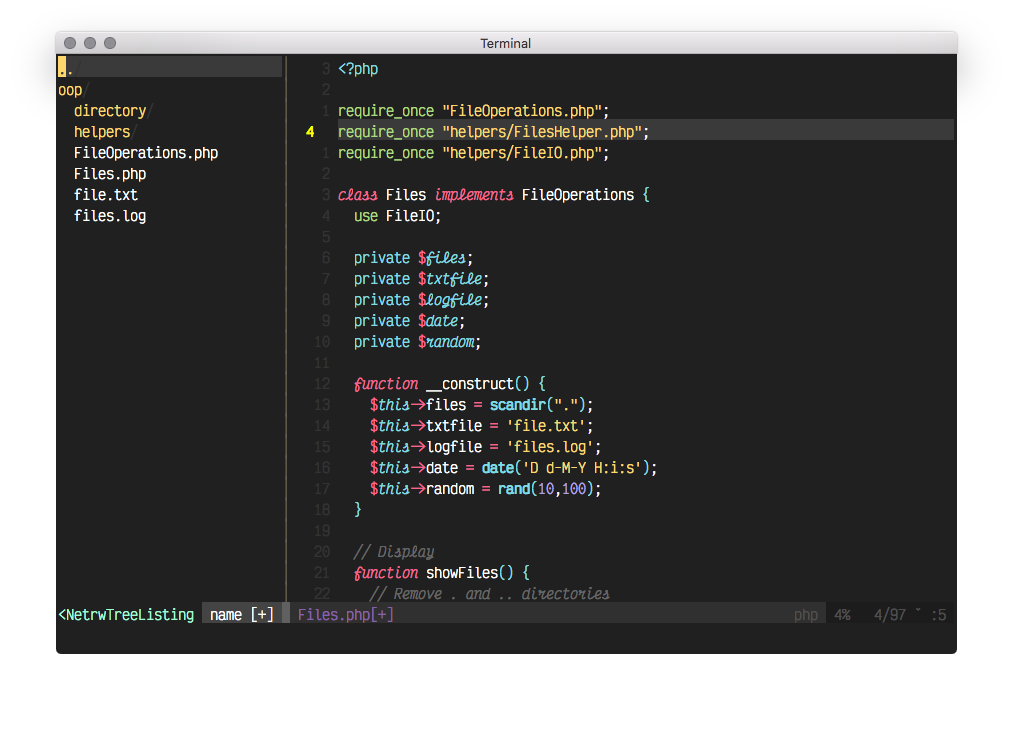 Terminal
../
oop/
directory/
helpers/
FileOperations.php
Files.php
file.txt
files.log
3 <?php
2
1 require_once "FileOperations.php";
4 require_once "helpers/FilesHelper.php";
1 require_once "helpers/FileIO.php";
2
3 class Files implements FileOperations {
4 use FileIO;
5
6 private $files;
7 private $txtfile;
8 private $logfile;
9 private $date;
10 private $random;
11
12 function __construct() {
13 $this->files = scandir(".");
14 $this->txtfile = 'file.txt';
15 $this->logfile = 'files.log';
16 $this->date = date('D d-M-Y H:i:s');
17 $this->random = rand(10,100);
18 }
19
20 // Display
21 function showFiles() {
22 // Remove . and .. directories
<NetrwTreeListing name [+] Files.php[+] php 4% 4/97 :5